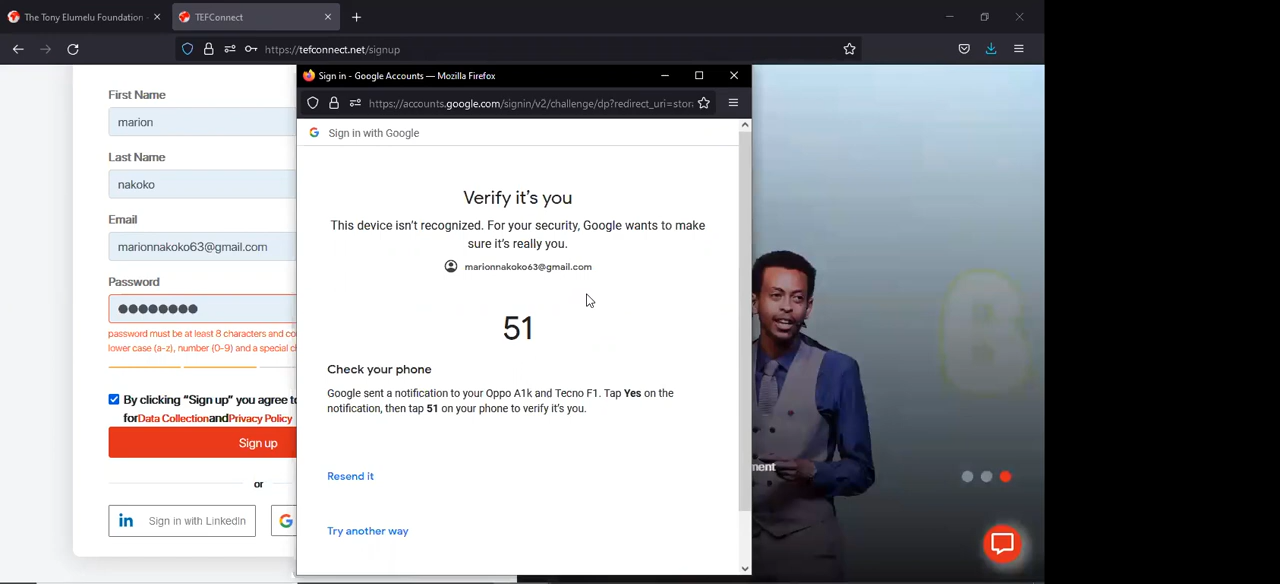 The Tony Elumelu Foundation
TEFConnect
https://tefconnect.net/signup
First Name
marion
Last Name
nakoko
Email
marionnakoko63@gmail.com
Password
password must be at least 8 characters and
lower case (a-z), number (0-9) and a special
By clicking “Sign up” you agree
for Data Collection and Privacy Policy
Sign up
or
in Sign in with LinkedIn
G
Sign in - Google Accounts — Mozilla Firefox
https://accounts.google.com/signin/v2/challenge/dp?redirect_uri=stor
G Sign in with Google
Verify it’s you
This device isn’t recognized. For your security, Google wants to make
sure it’s really you.
marionnakoko63@gmail.com
51
Check your phone
Google sent a notification to your Oppo A1k and Tecno F1. Tap Yes on the
notification, then tap 51 on your phone to verify it’s you.
Resend it
Try another way